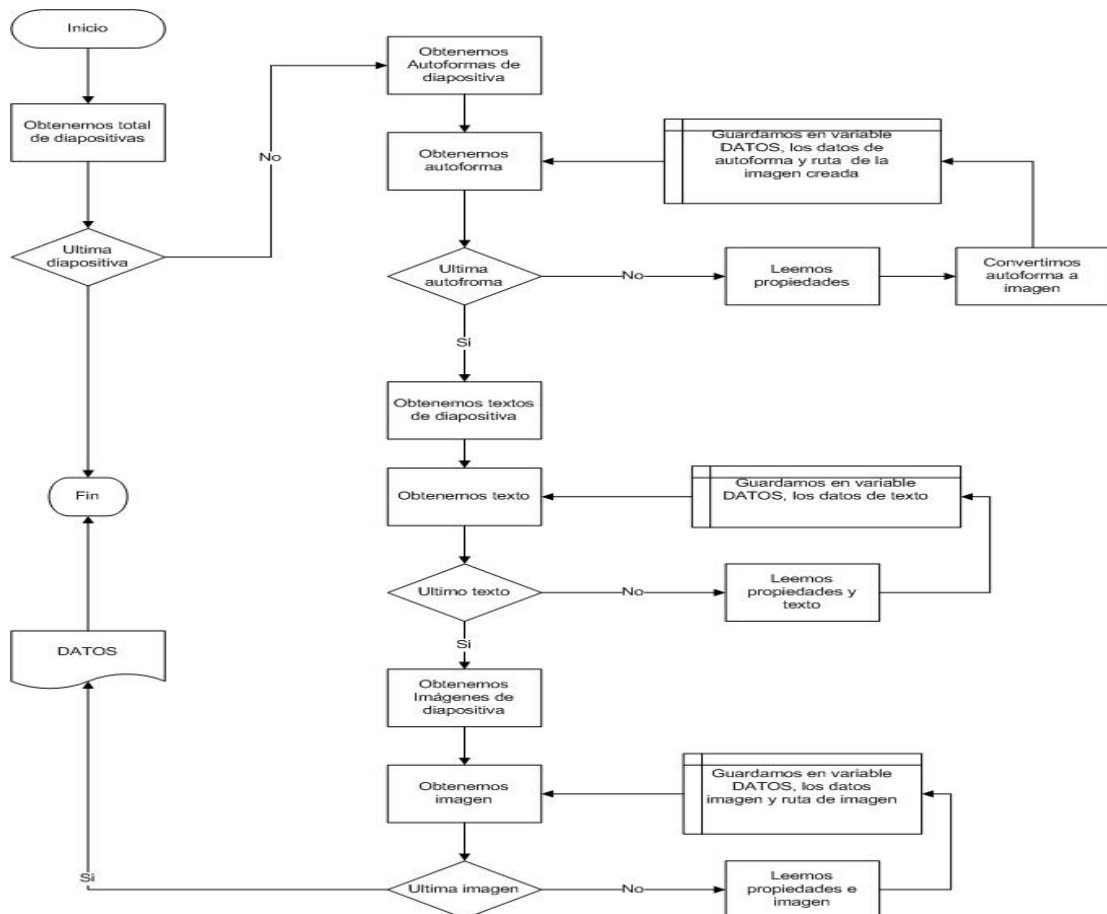 Inicio
Obtenemos total
de diapositivas
Ultima
diapositiva
No
Obtenemos
Autoformas de
diapositiva
Obtenemos
autoforma
Guardamos en variable
DATOS, los datos de
autoforma y ruta de la
imagen creada
Ultima
autofroma
No
Leemos
propiedades
Convertimos
autoforma a
imagen
Si
Obtenemos textos
de diapositiva
Obtenemos texto
Guardamos en variable
DATOS, los datos de texto
Ultimo texto
No
Leemos
propiedades y
texto
Si
Obtenemos
Imágenes de
diapositiva
Obtenemos
imagen
Guardamos en variable
DATOS, los datos
imagen y ruta de imagen
Ultima imagen
No
Leemos
propiedades e
imagen
Si
DATOS
Fin